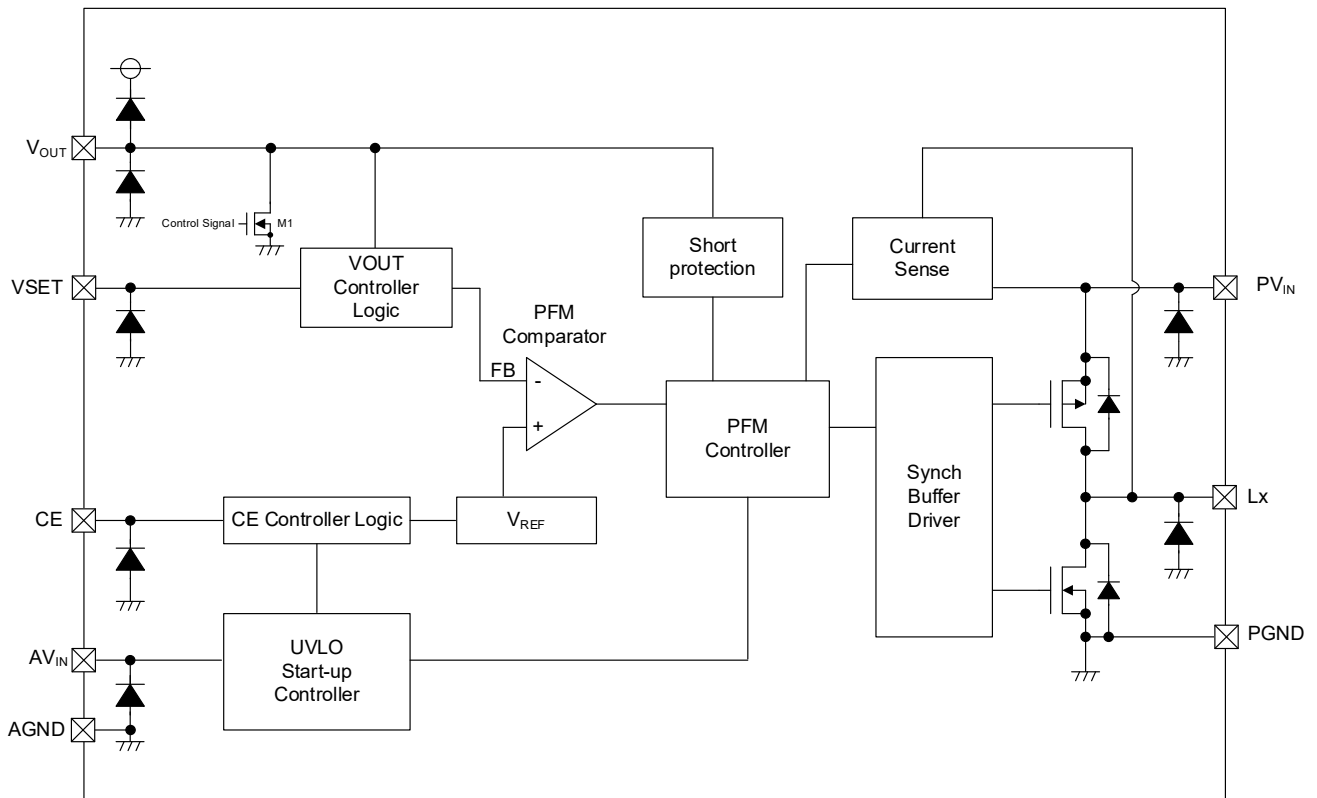 VOUT
Control Signal
M1
VSET
VOUT
Controller
Logic
Short
protection
Current
Sense
PVIN
PFM
Comparator
FB
-
+
PFM
Controller
Synch
Buffer
Driver
Lx
CE
CE Controller Logic
VREF
AVIN
UVLO
Start-up
Controller
PGND
AGND